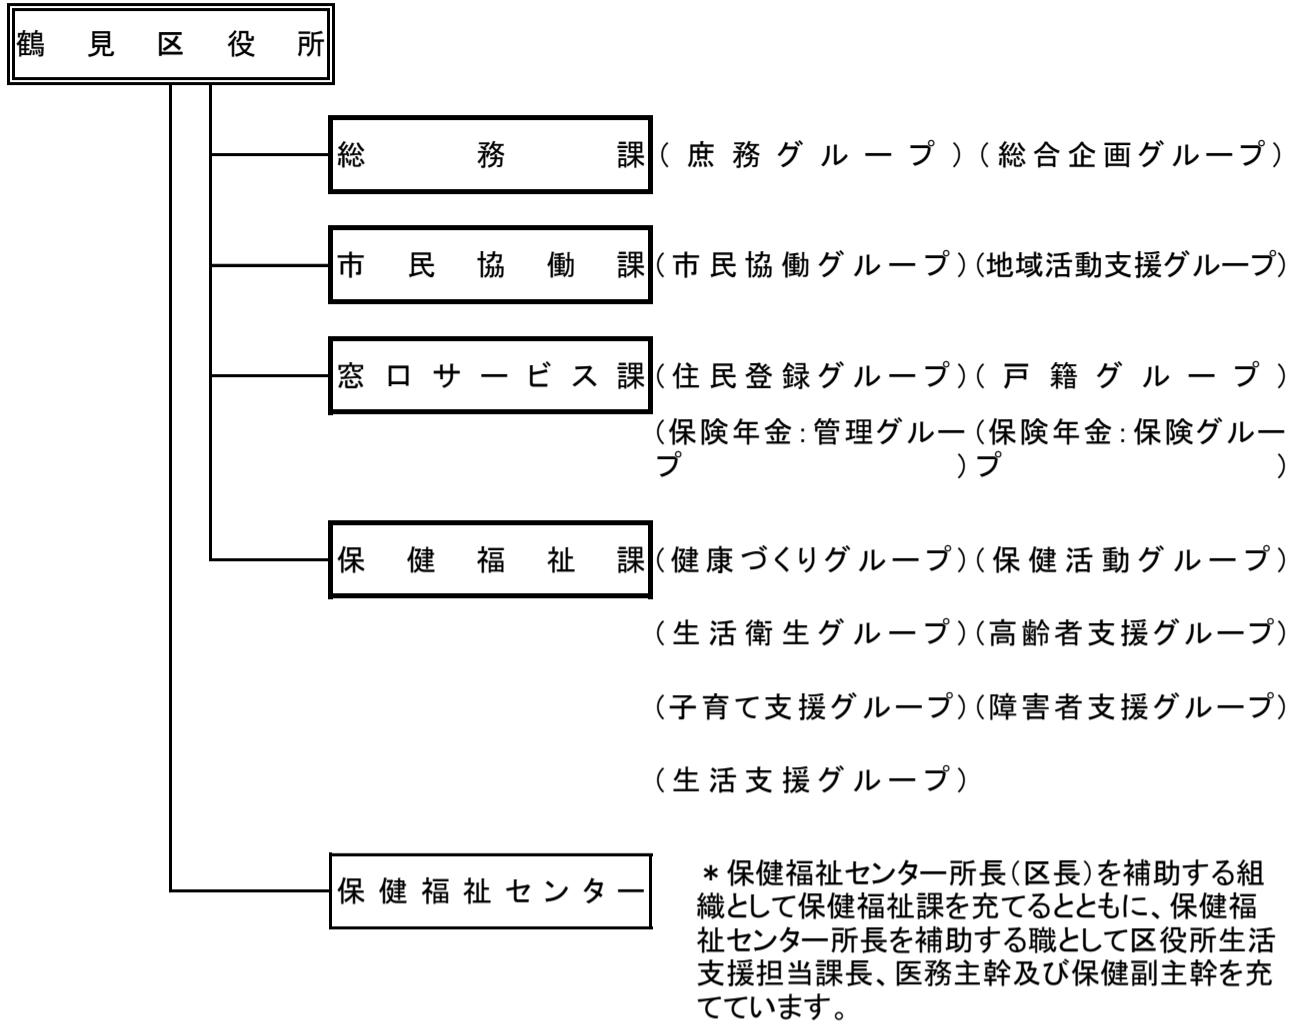 鶴見区役所
総務課(庶務グループ)(総合企画グループ)
市民協働課(市民協働グループ)(地域活動支援グループ)
窓口サービス課(住民登録グループ)(戸籍グループ)
(保険年金:管理グルー(保険年金:保険グルー
プ)プ)
保健福祉課(健康づくりグループ)(保健活動グループ)
(生活衛生グループ)(高齢者支援グループ)
(子育て支援グループ)(障害者支援グループ)
(生活支援グループ)
保健福祉センター
*保健福祉センター所長(区長)を補助する組
織として保健福祉課を充てるとともに、保健福
祉センター所長を補助する職として区役所生活
支援担当課長、医務主幹及び保健副主幹を充
てています。